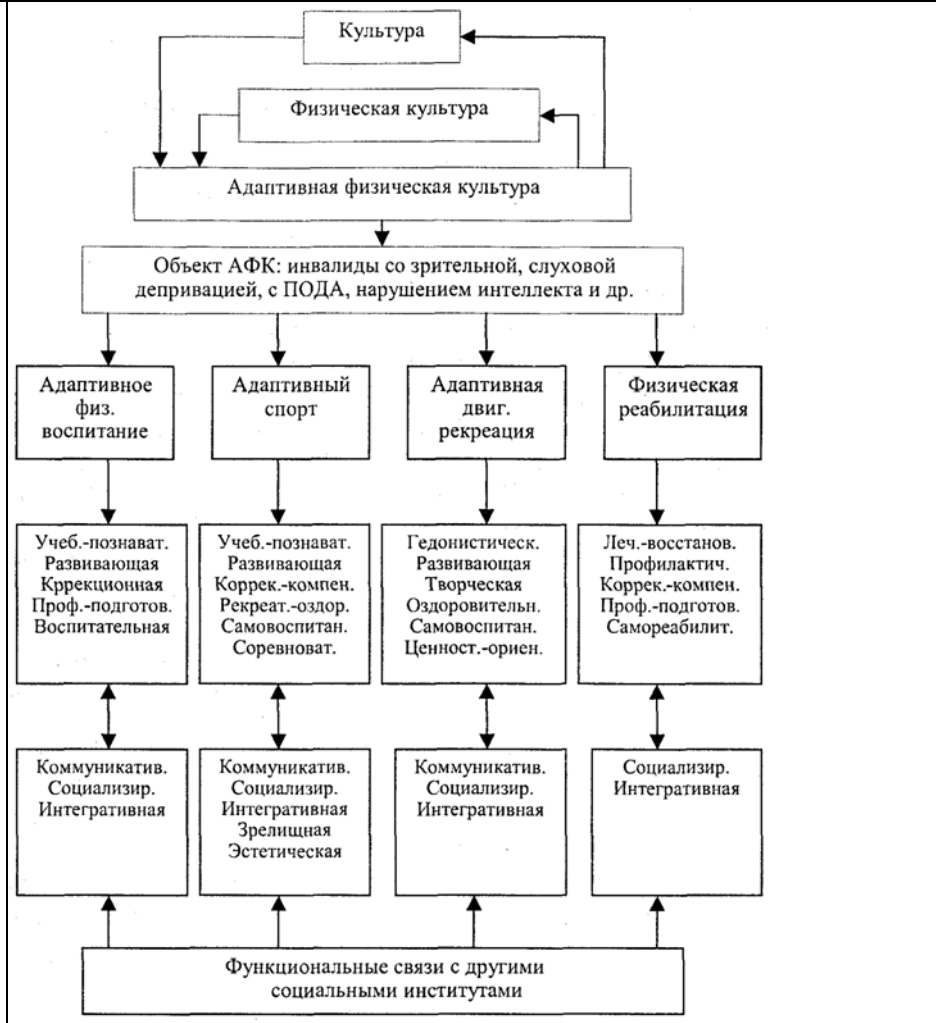 Культура
Физическая культура
Адаптивная физическая культура
Объект АФК: инвалиды со зрительной, слуховой
депривацией, с ПОДА, нарушением интеллекта и др.
Адаптивное
физ.
воспитание
Адаптивный
спорт
Адаптивная
двиг.
рекреация
Физическая
реабилитация
Учеб.-познават.
Развивающая
Кррекционная
Проф.-подготов.
Воспитательная
Учеб.-познават.
Развивающая
Коррек.-компен.
Рекреат.-оздор.
Самовоспитан.
Соревноват.
Гедонистическ.
Развивающая
Творческая
Оздоровительн.
Самовоспитан.
Ценност.-ориен.
Леч.-восстанов.
Профилактич.
Коррек.-компен.
Проф.-подготов.
Самореабилит.
Коммуникатив.
Социализир.
Интегративная
Коммуникатив.
Социализир.
Интегративная
Зрелищная
Эстетическая
Коммуникатив.
Социализир.
Интегративная
Социализир.
Интегративная
Функциональные связи с другими
социальными институтами